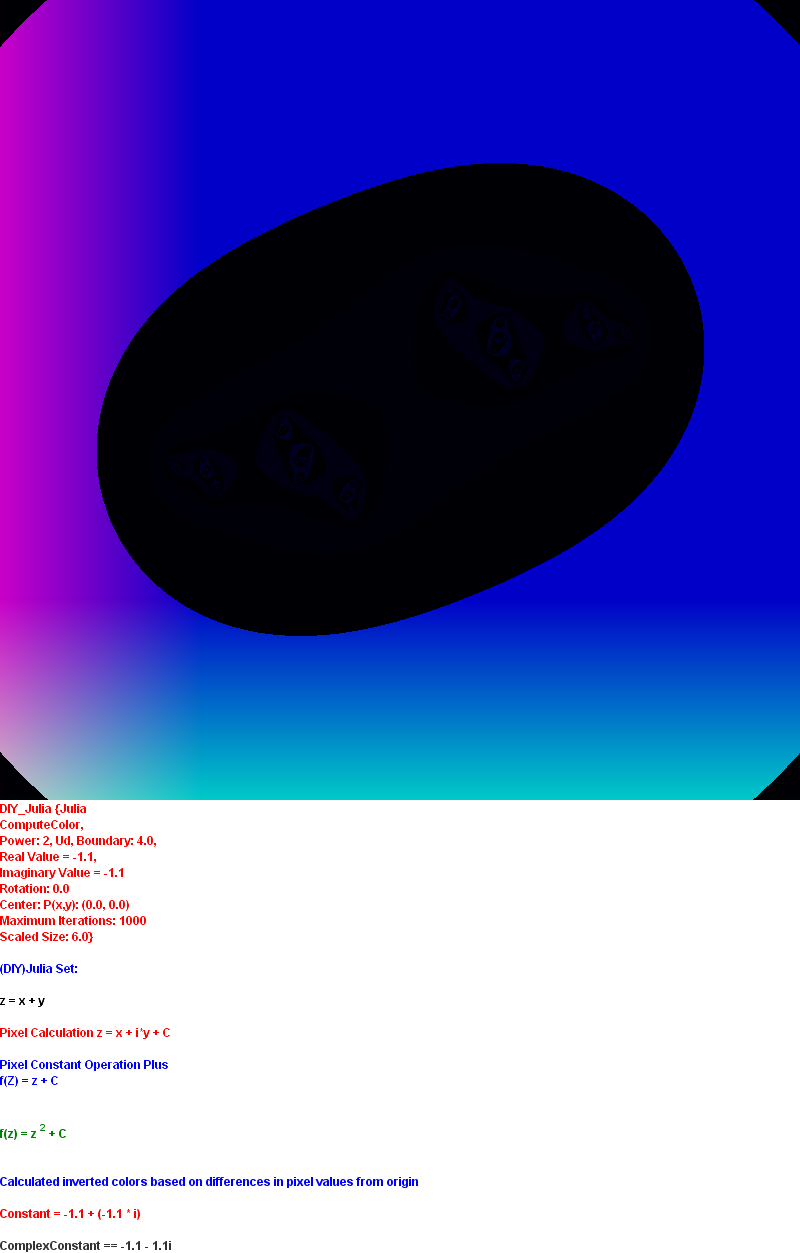 DIY_Julia {Julia
ComputeColor,
Power: 2, Ud, Boundary: 4.0,
Real Value = -1.1,
Imaginary Value = -1.1
Rotation: 0.0
Center: P(x,y): (0.0, 0.0)
Maximum Iterations: 1000
Scaled Size: 6.0}
(DIY)Julia Set:
z = x + y
Pixel Calculation z = x + i*y + C
Pixel Constant Operation Plus
f(Z) = z + C
f(z) = z 2 + C
Calculated inverted colors based on differences in pixel values from origin
Constant = -1.1 + (-1.1 * i)
ComplexConstant == -1.1 - 1.1i